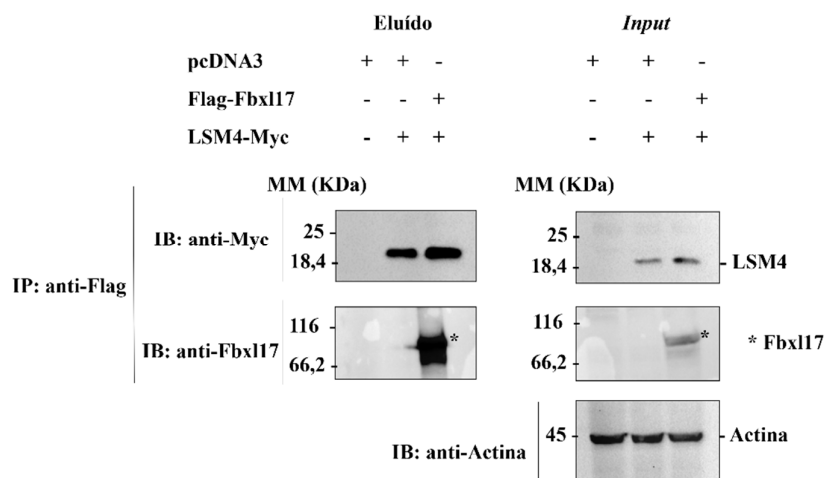 Eluído Input
pcDNA3 + + - + + -
Flag-Fbxl17 - - + - - +
LSM4-Myc - + + - + +
MM (KDa) MM (KDa)
IP: anti-Flag
IB: anti-Myc
25 -
18,4 -
25 -
18,4 -
- LSM4
IB: anti-Fbxl17
116 -
66,2 -
*
116 -
66,2 -
*
* Fbxl17
IB: anti-Actina
45 -
- Actina